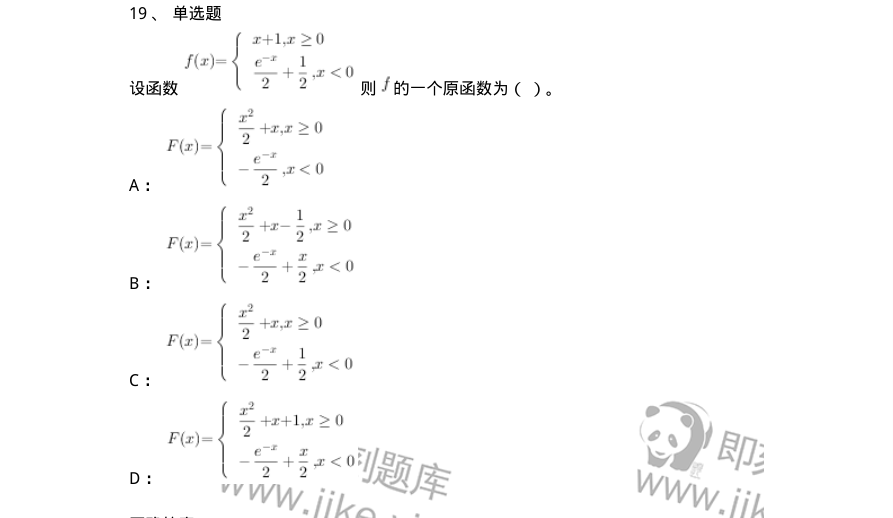 19 、 单选题
设函数 f(x)= { x+1,x ≥ 0
e^{-x}/2 + 1/2 ,x < 0 则 f 的一个原函数为 ( ) 。
A : F(x)= { x²/2 +x,x ≥ 0
- e^{-x}/2 ,x < 0
B : F(x)= { x²/2 +x- 1/2 ,x ≥ 0
- e^{-x}/2 + x/2 ,x < 0
C : F(x)= { x²/2 +x,x ≥ 0
- e^{-x}/2 + 1/2 ,x < 0
D : F(x)= { x²/2 +x+1,x ≥ 0
- e^{-x}/2 + x/2 ,x < 0
题库
www.jike
即
www.jik